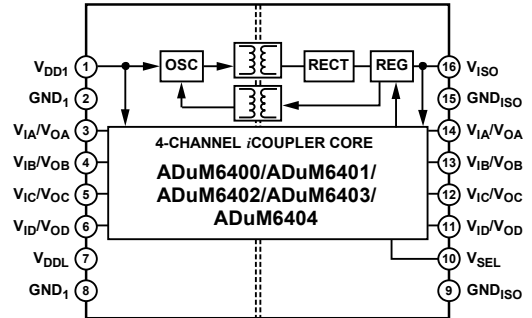 OSC
RECT
REG
4-CHANNEL iCOUPLER CORE
ADuM6400/ADuM6401/
ADuM6402/ADuM6403/
ADuM6404
VDD1 1
GND1 2
VIA/VOA 3
VIB/VOB 4
VIC/VOC 5
VID/VOD 6
VDDL 7
GND1 8
16 VISO
15 GNDISO
14 VIA/VOA
13 VIB/VOB
12 VIC/VOC
11 VID/VOD
10 VSEL
9 GNDISO